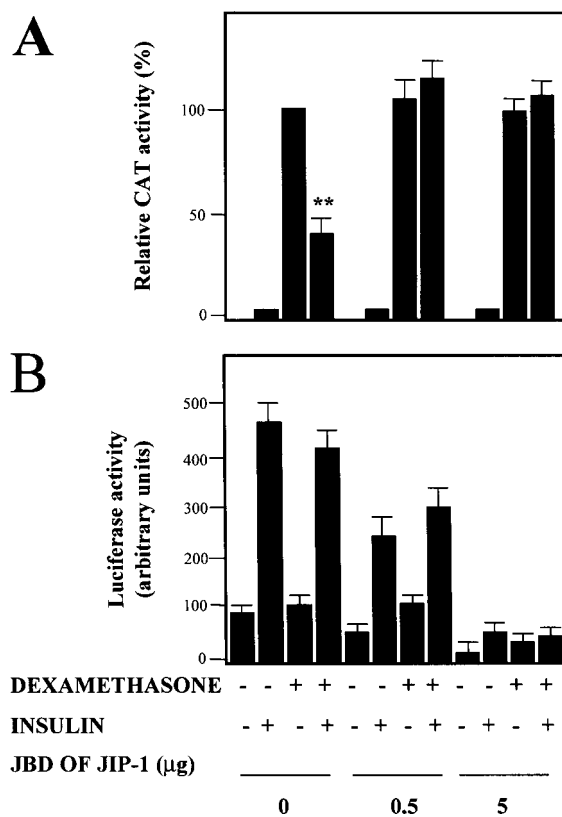 A
Relative CAT activity (%)
100
50
0
**
B
Luciferase activity
(arbitrary units)
500
400
300
200
100
0
DEXAMETHASONE - - + + - - + + - - + +
INSULIN - + - + - + - + - + - +
JBD OF JIP-1 (µg)
0 0.5 5